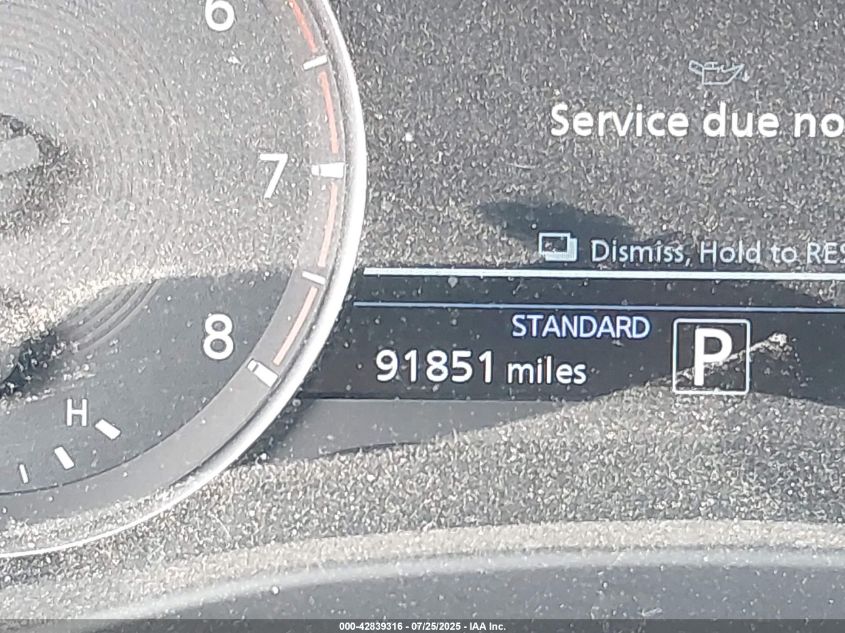 6
Service due no
7
Dismiss, Hold to RES
STANDARD
8
91851 miles
P
H
000-42839316 - 07/25/2025 - IAA Inc.